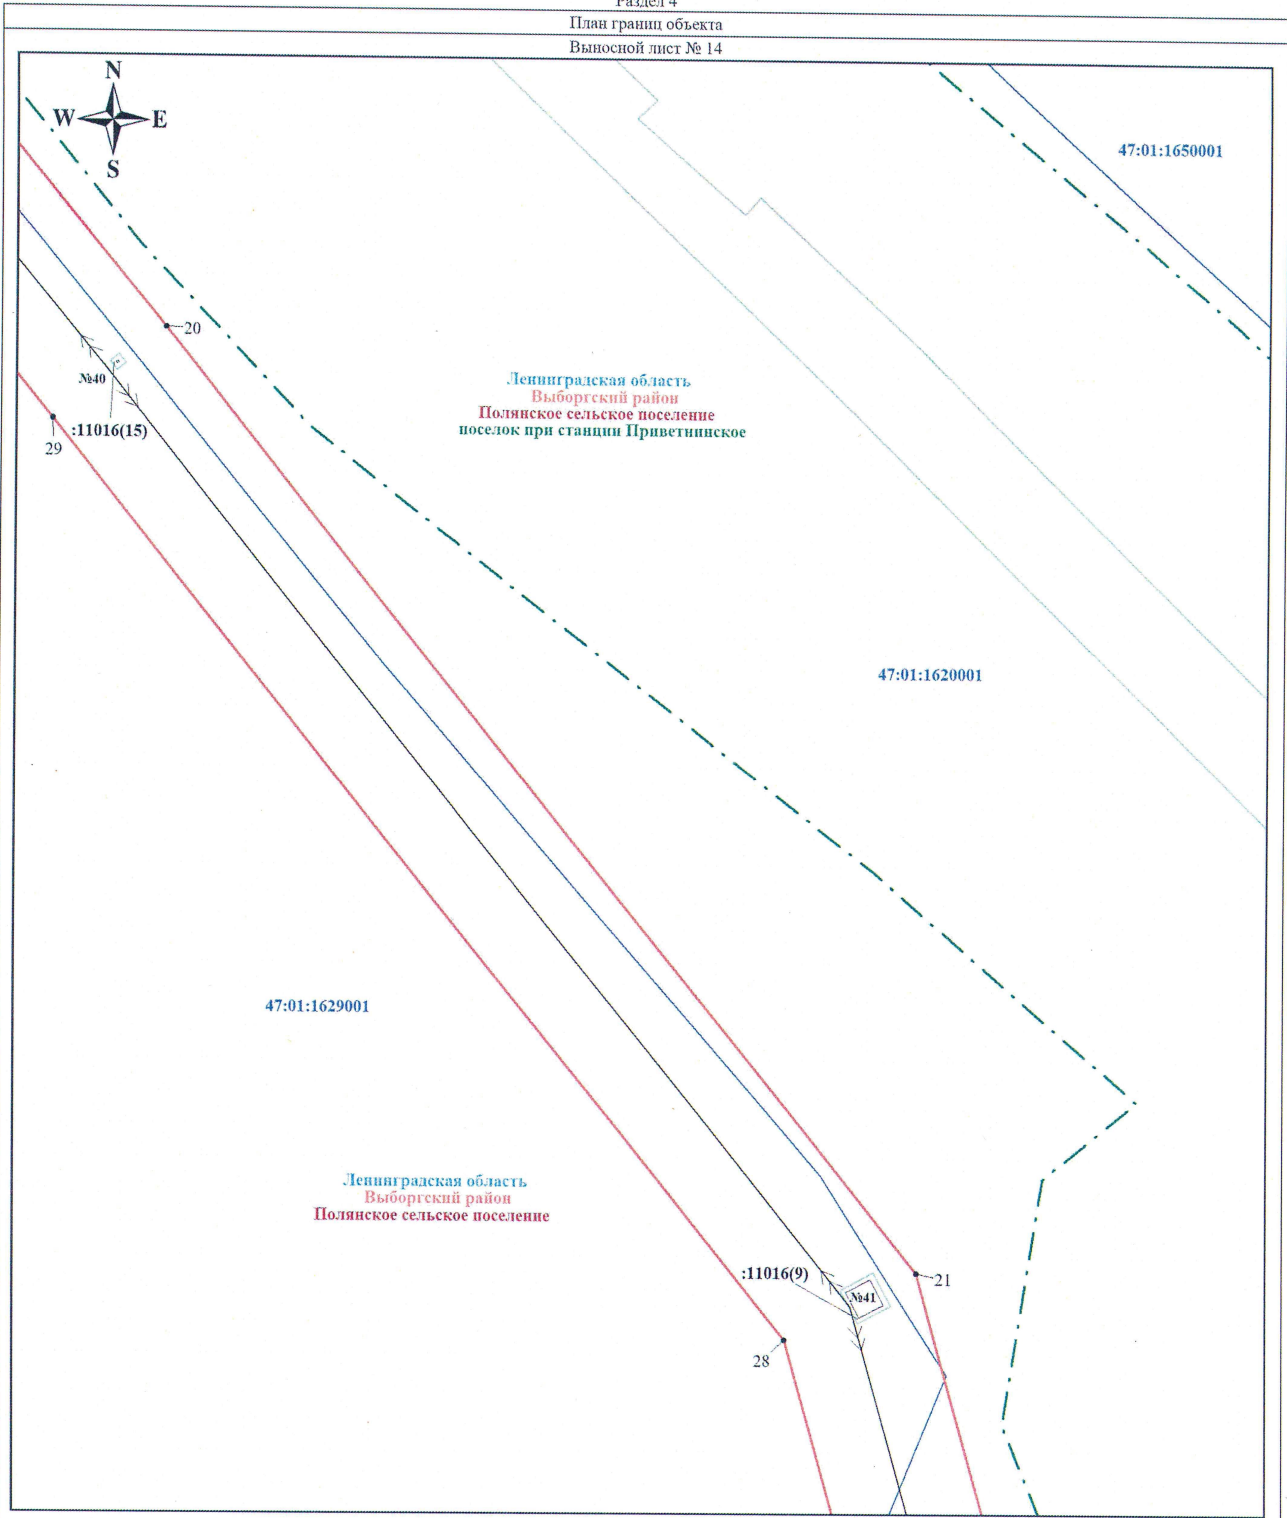 Раздел 4
План границ объекта
Выносной лист № 14
N
W E
S
47:01:1650001
20
№40
:11016(15)
29
Ленинградская область
Выборгский район
Полянское сельское поселение
поселок при станции Приветнинское
47:01:1620001
47:01:1629001
Ленинградская область
Выборгский район
Полянское сельское поселение
:11016(9)
№41
21
28